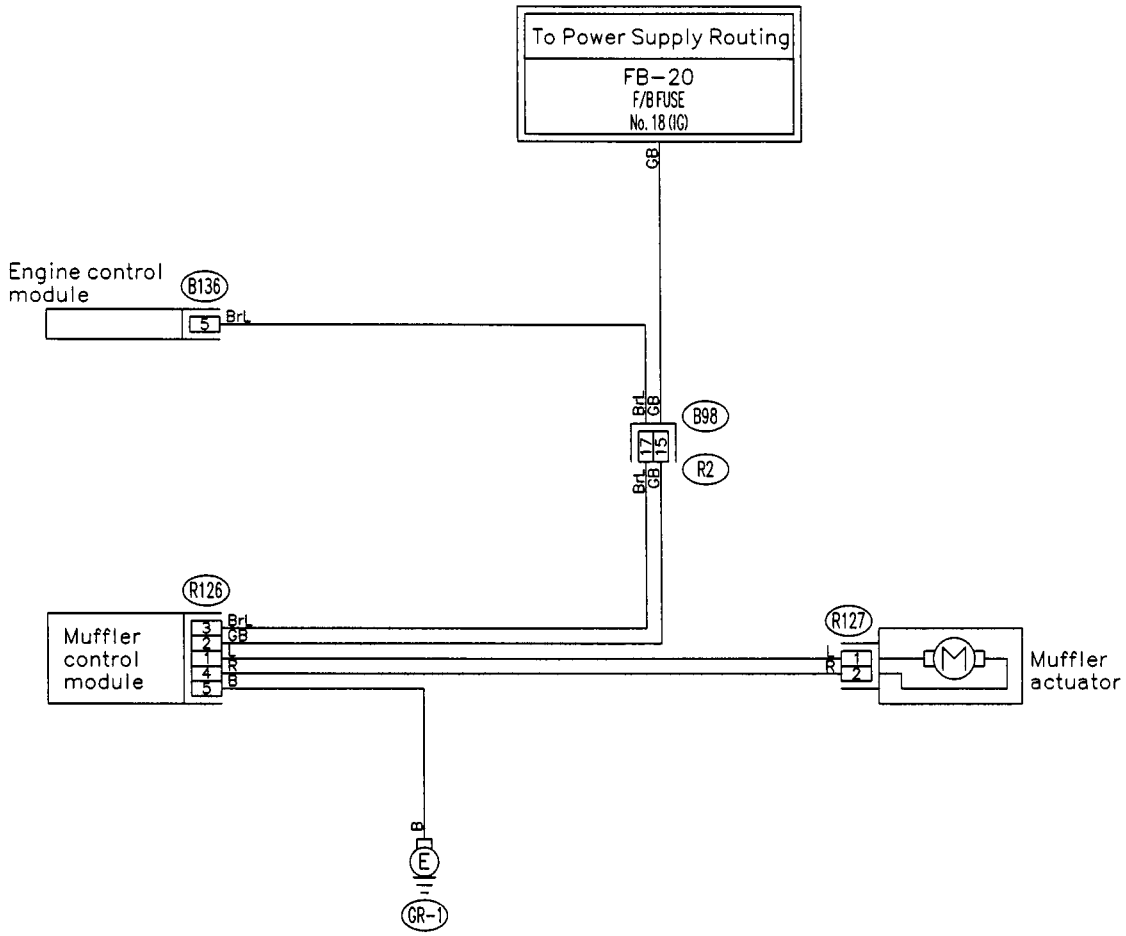 To Power Supply Routing
FB-20
F/B FUSE
No. 18 (IG)
GB
Engine control
module
B136
5
BrL
BrL
GB
B98
17
15
R2
BrL
GB
R126
Muffler
control
module
3
BrL
2
GB
1
L
4
R
5
B
R127
L
1
R
2
M
Muffler
actuator
B
E
GR-1